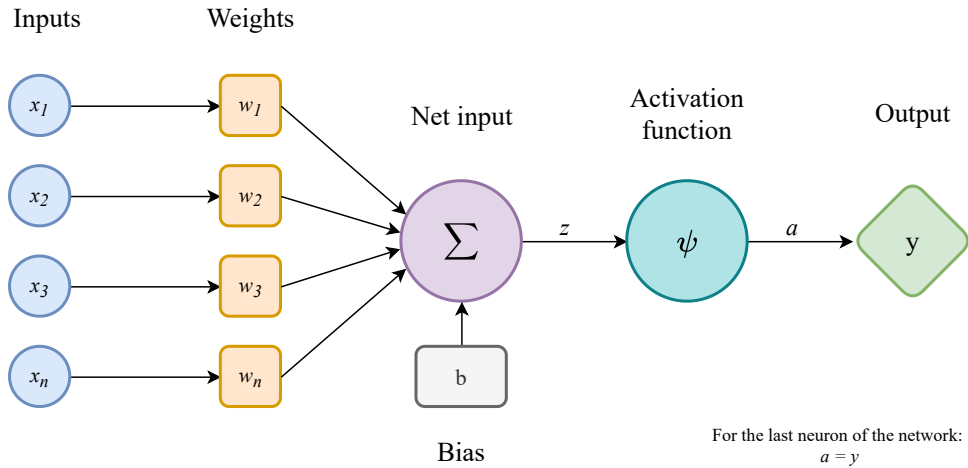 Inputs
Weights
x1
w1
Net input
Activation
function
Output
x2
w2
∑
z
ψ
a
y
x3
w3
xn
wn
b
Bias
For the last neuron of the network:
a = y